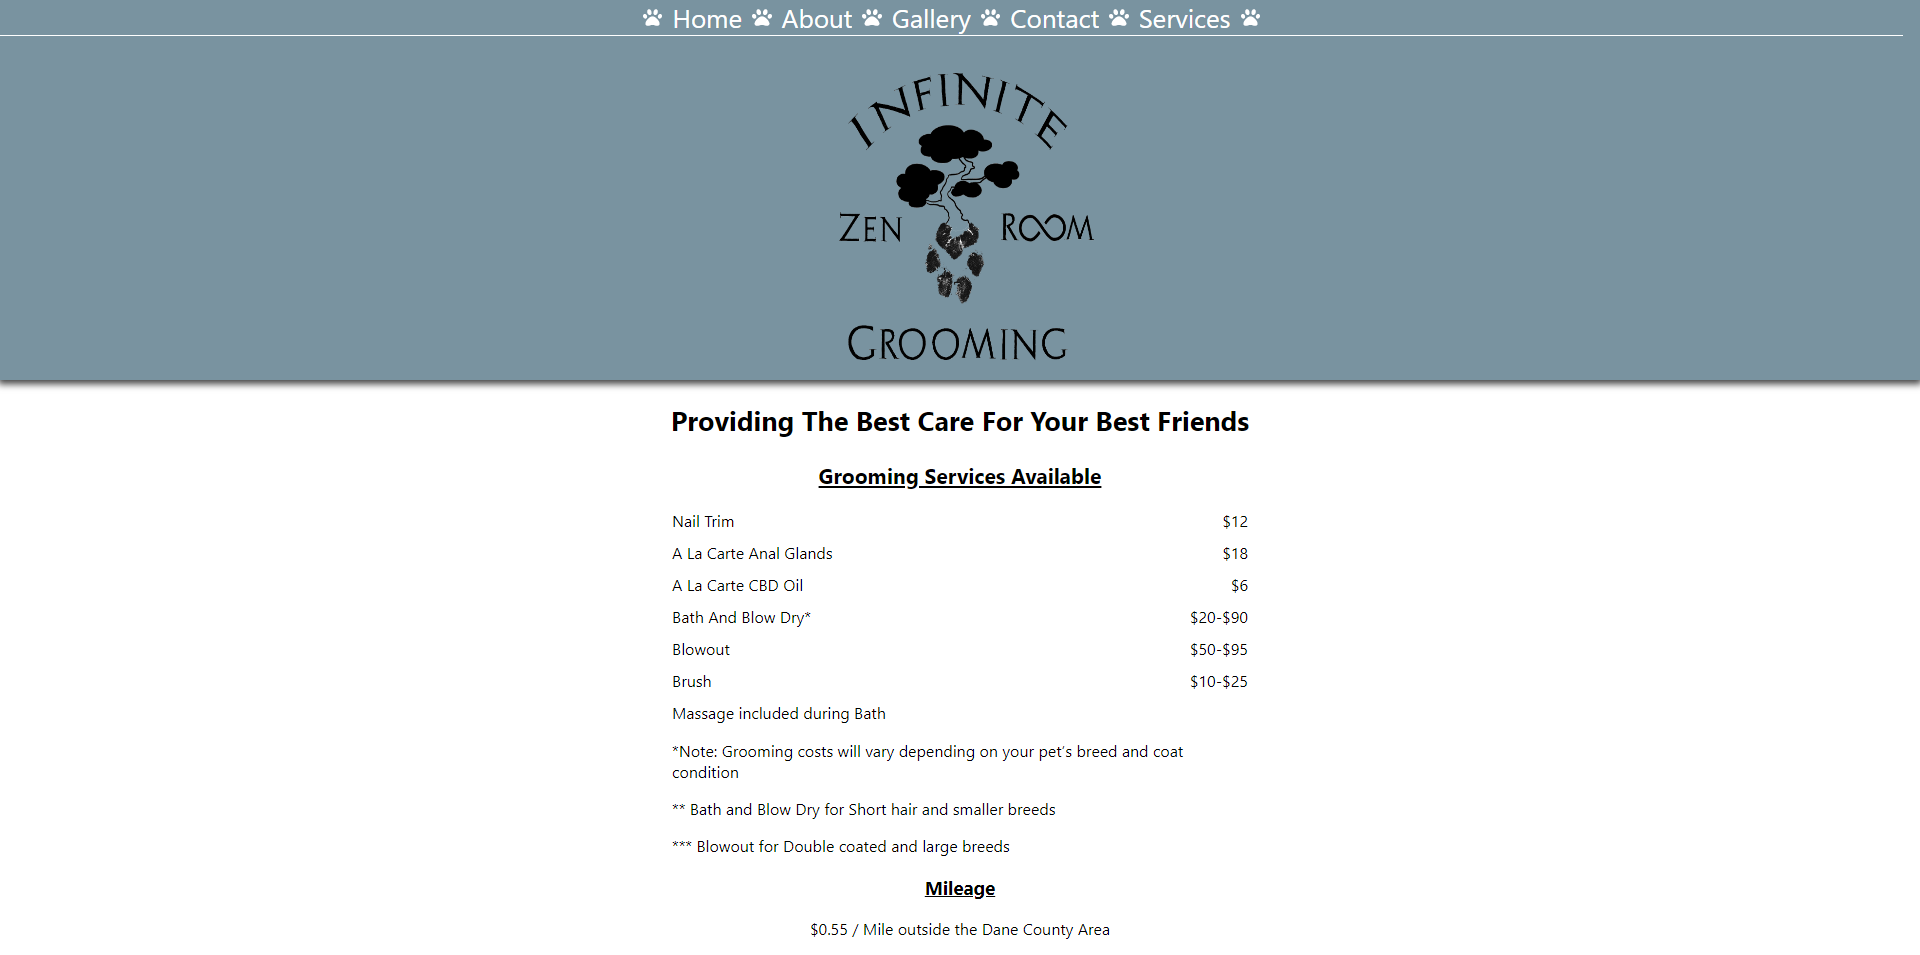 Home About Gallery Contact Services
INFINITE
ZEN ROOM
GROOMING
Providing The Best Care For Your Best Friends
Grooming Services Available
Nail Trim $12
A La Carte Anal Glands $18
A La Carte CBD Oil $6
Bath And Blow Dry* $20-$90
Blowout $50-$95
Brush $10-$25
Massage included during Bath
*Note: Grooming costs will vary depending on your pet's breed and coat
condition
** Bath and Blow Dry for Short hair and smaller breeds
*** Blowout for Double coated and large breeds
Mileage
$0.55 / Mile outside the Dane County Area